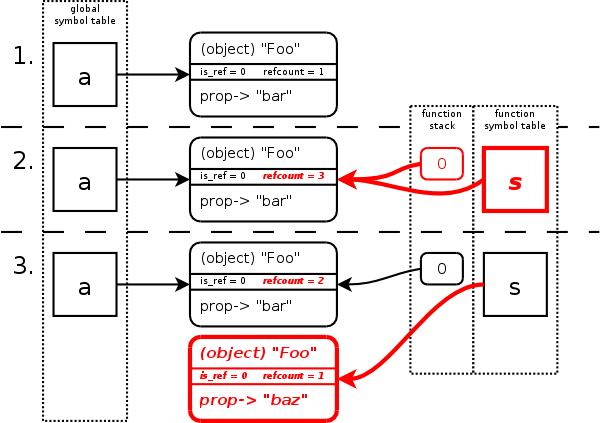 global
symbol table
1.
a
(object) "Foo"
is_ref = 0 refcount = 1
prop-> "bar"
function
stack
function
symbol table
2.
a
(object) "Foo"
is_ref = 0 refcount = 3
prop-> "bar"
0
s
3.
a
(object) "Foo"
is_ref = 0 refcount = 2
prop-> "bar"
0
s
(object) "Foo"
is_ref = 0 refcount = 1
prop-> "baz"